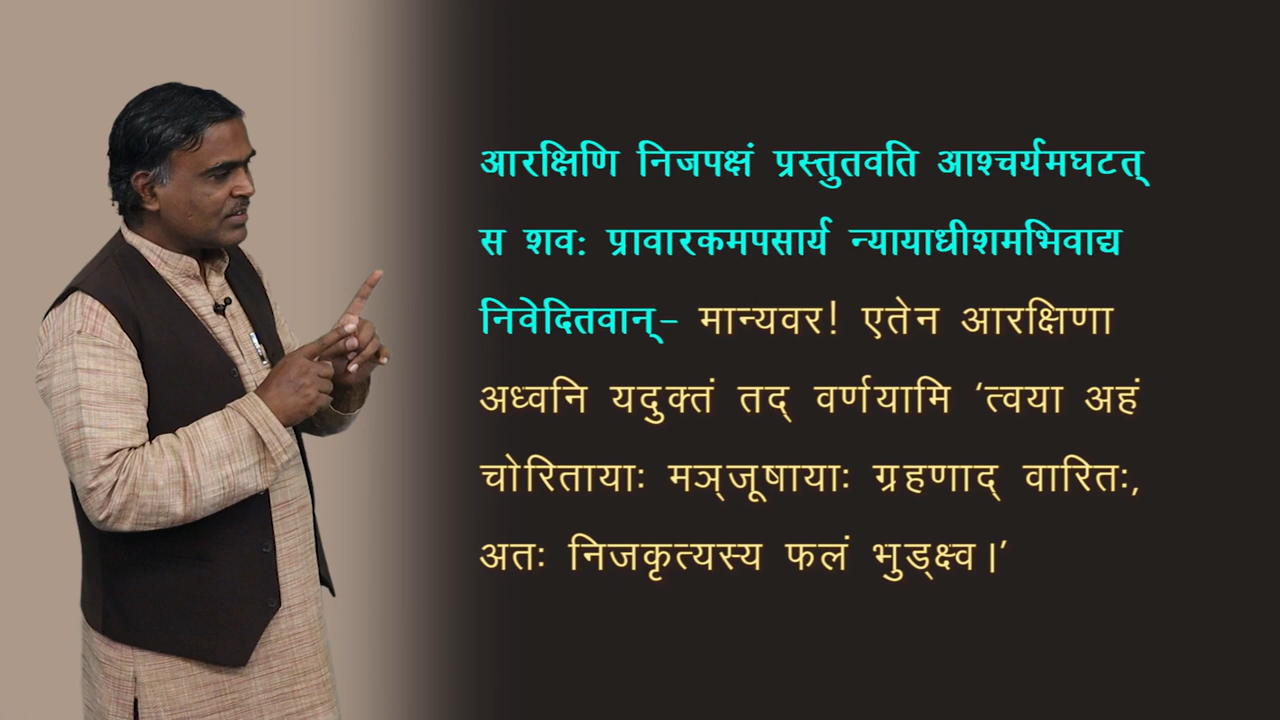 आरक्षिणि निजपक्षं प्रस्तुतवति आश्चर्यमघटत्
स शवः प्रावारकमपसार्य न्यायाधीशमभिवाद्य
निवेदितवान्- मान्यवर! एतेन आरक्षिणा
अध्वनि यदुक्तं तद् वर्णयामि ‘त्वया अहं
चोरितायाः मञ्जूषायाः ग्रहणाद् वारितः,
अतः निजकृत्यस्य फलं भुड्क्ष्व।’